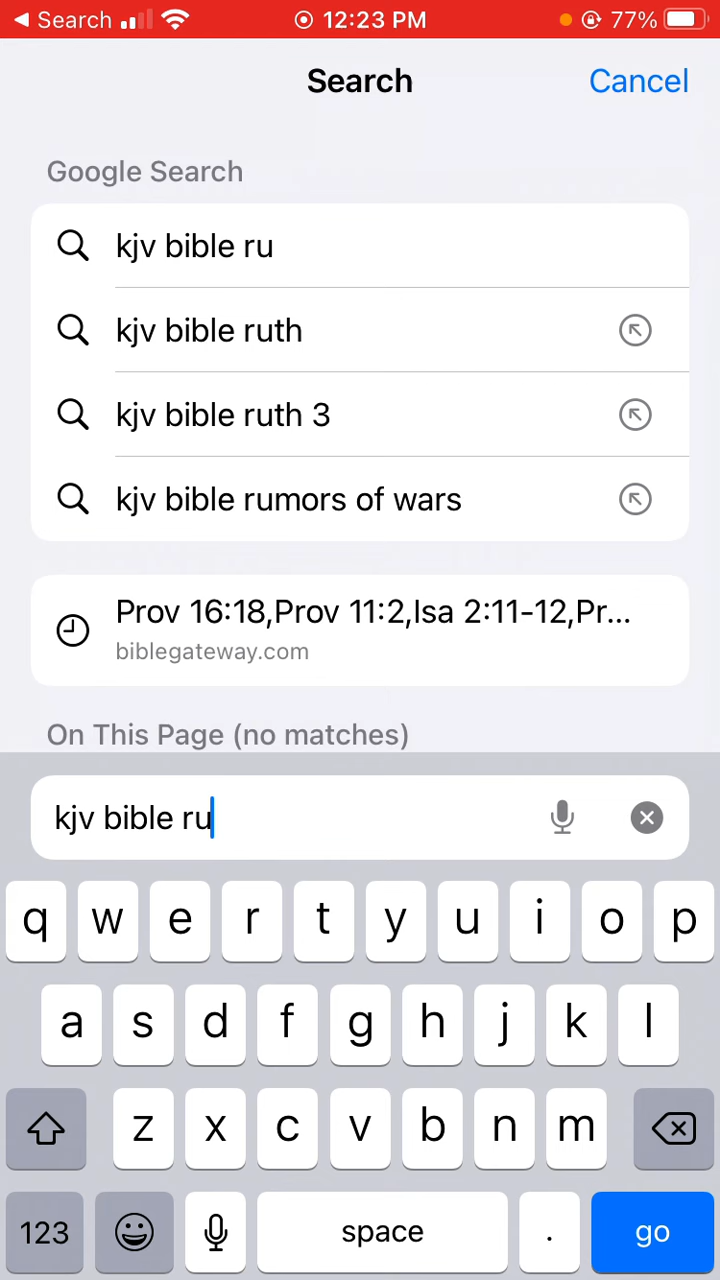 Search 12:23 PM 77%
Search Cancel
Google Search
kjv bible ru
kjv bible ruth
kjv bible ruth 3
kjv bible rumors of wars
Prov 16:18,Prov 11:2,Isa 2:11-12,Pr...
biblegateway.com
On This Page (no matches)
kjv bible ru
q w e r t y u i o p
a s d f g h j k l
z x c v b n m
123 space . go